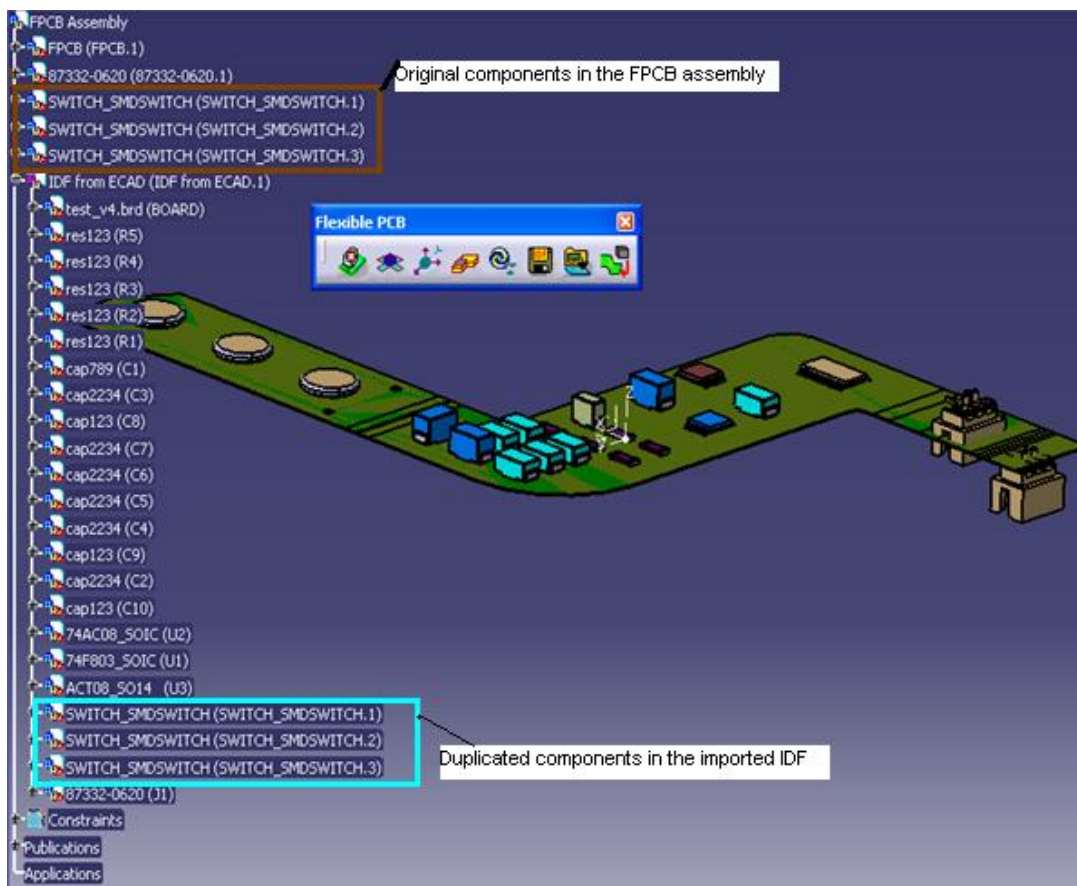 FPCB Assembly
FPCB (FPCB.1)
87332-0620 (87332-0620.1)
Original components in the FPCB assembly
SWITCH_SMDSWITCH (SWITCH_SMDSWITCH.1)
SWITCH_SMDSWITCH (SWITCH_SMDSWITCH.2)
SWITCH_SMDSWITCH (SWITCH_SMDSWITCH.3)
IDF from ECAD (IDF from ECAD.1)
test_v4.brd (BOARD)
Flexible PCB
res123 (R5)
res123 (R4)
res123 (R3)
res123 (R2)
res123 (R1)
cap789 (C1)
cap2234 (C3)
cap123 (C8)
cap2234 (C7)
cap2234 (C6)
cap2234 (C5)
cap2234 (C4)
cap123 (C9)
cap2234 (C2)
cap123 (C10)
74AC08_SOIC (U2)
74F803_SOIC (U1)
ACT08_SO14 (U3)
SWITCH_SMDSWITCH (SWITCH_SMDSWITCH.1)
SWITCH_SMDSWITCH (SWITCH_SMDSWITCH.2)
Duplicated components in the imported IDF
SWITCH_SMDSWITCH (SWITCH_SMDSWITCH.3)
87332-0620 (J1)
Constraints
Publications
Applications
z